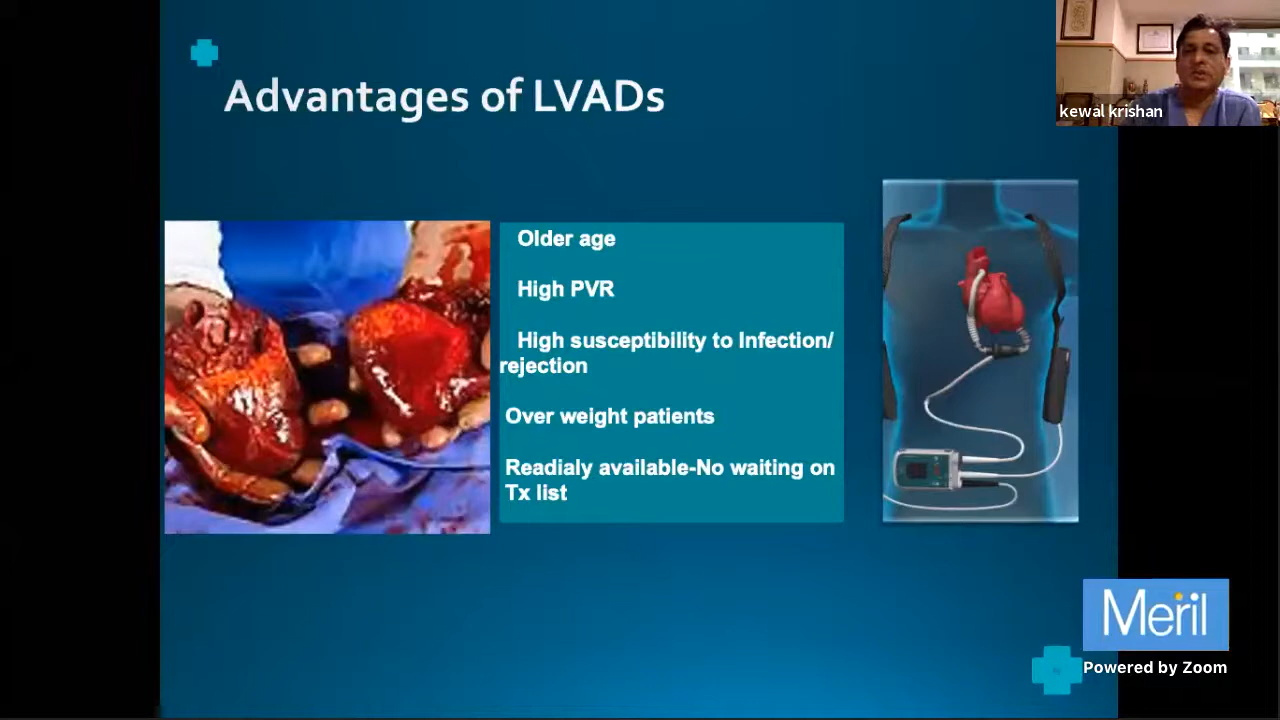 Advantages of LVADs
kewal krishan
Older age
High PVR
High susceptibility to Infection/
rejection
Over weight patients
Readialy available-No waiting on
Tx list
Meril
Powered by Zoom